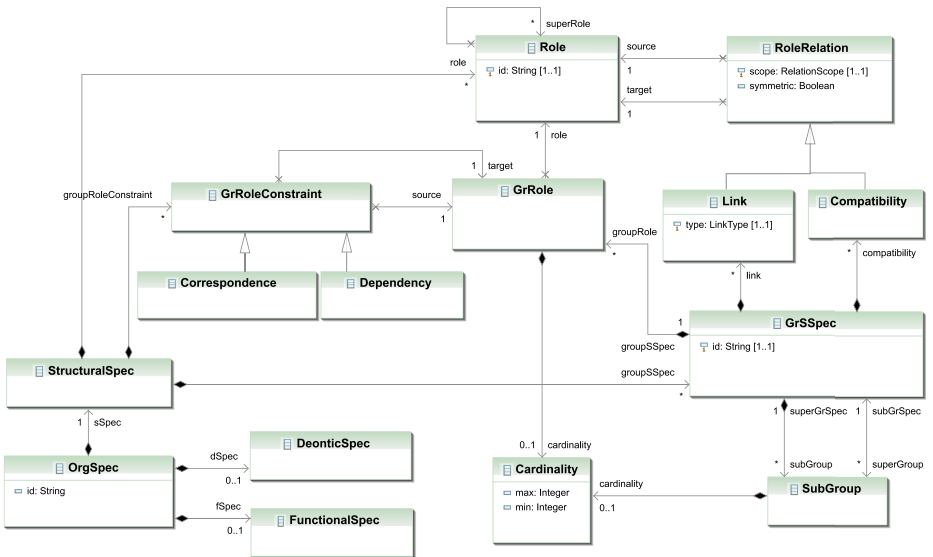 * superRole
Role
id: String [1..1]
source
1
target
1
RoleRelation
scope: RelationScope [1..1]
symmetric: Boolean
role
*
1 role
1 target
groupRoleConstraint
*
GrRoleConstraint
source
1
GrRole
Link
type: LinkType [1..1]
Compatibility
groupRole
*
* link
* compatibility
Correspondence
Dependency
1
groupSSpec
GrSSpec
id: String [1..1]
StructuralSpec
groupSSpec
*
1 sSpec
1 superGrSpec
1 subGrSpec
* subGroup
* superGroup
OrgSpec
id: String
dSpec
0..1
DeonticSpec
fSpec
0..1
FunctionalSpec
0..1 cardinality
Cardinality
max: Integer
min: Integer
cardinality
0..1
SubGroup